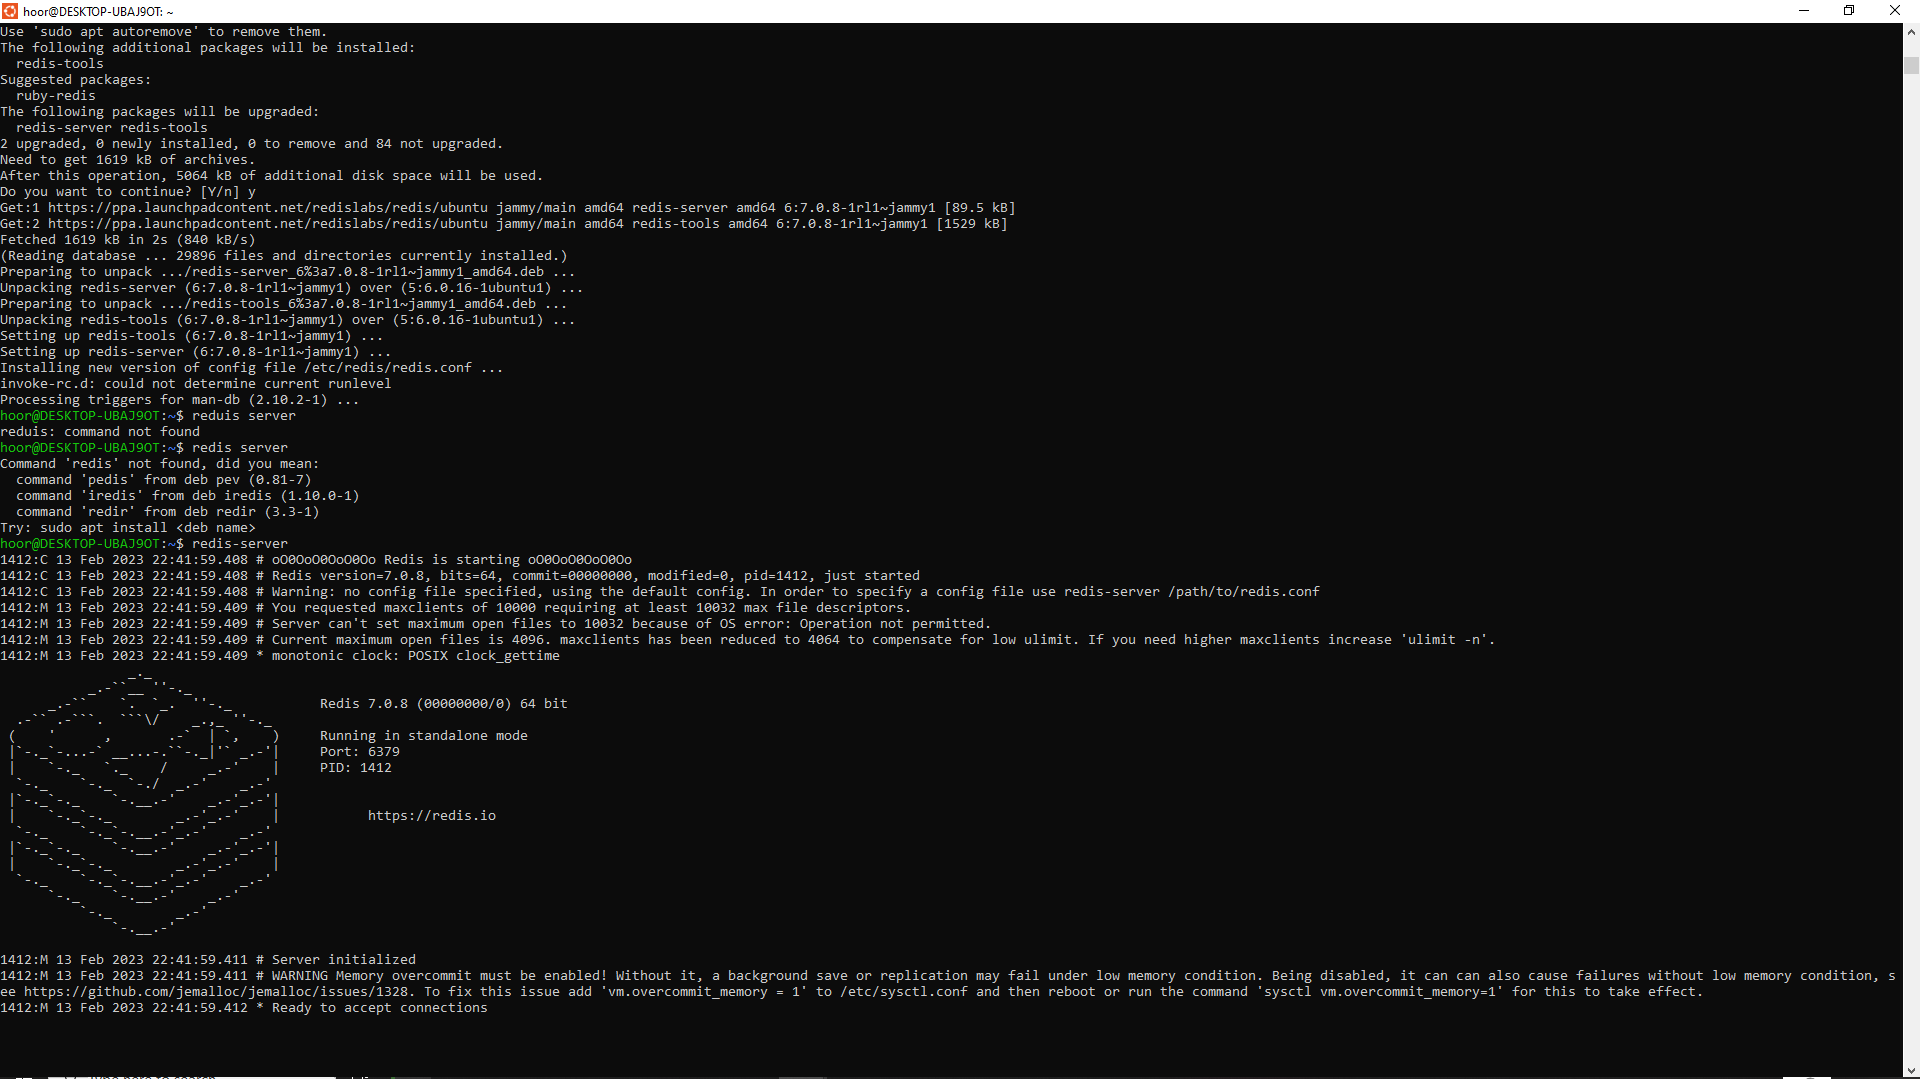 hoor@DESKTOP-UBAJ9OT: ~
Use 'sudo apt autoremove' to remove them.
The following additional packages will be installed:
  redis-tools
Suggested packages:
  ruby-redis
The following packages will be upgraded:
  redis-server redis-tools
2 upgraded, 0 newly installed, 0 to remove and 84 not upgraded.
Need to get 1619 kB of archives.
After this operation, 5064 kB of additional disk space will be used.
Do you want to continue? [Y/n] y
Get:1 https://ppa.launchpadcontent.net/redislabs/redis/ubuntu jammy/main amd64 redis-server amd64 6:7.0.8-1rl1~jammy1 [89.5 kB]
Get:2 https://ppa.launchpadcontent.net/redislabs/redis/ubuntu jammy/main amd64 redis-tools amd64 6:7.0.8-1rl1~jammy1 [1529 kB]
Fetched 1619 kB in 2s (840 kB/s)
(Reading database ... 29896 files and directories currently installed.)
Preparing to unpack .../redis-server_6%3a7.0.8-1rl1~jammy1_amd64.deb ...
Unpacking redis-server (6:7.0.8-1rl1~jammy1) over (5:6.0.16-1ubuntu1) ...
Preparing to unpack .../redis-tools_6%3a7.0.8-1rl1~jammy1_amd64.deb ...
Unpacking redis-tools (6:7.0.8-1rl1~jammy1) over (5:6.0.16-1ubuntu1) ...
Setting up redis-tools (6:7.0.8-1rl1~jammy1) ...
Setting up redis-server (6:7.0.8-1rl1~jammy1) ...
Installing new version of config file /etc/redis/redis.conf ...
invoke-rc.d: could not determine current runlevel
Processing triggers for man-db (2.10.2-1) ...
hoor@DESKTOP-UBAJ9OT:~$ reduis server
reduis: command not found
hoor@DESKTOP-UBAJ9OT:~$ redis server
Command 'redis' not found, did you mean:
  command 'pedis' from deb pev (0.81-7)
  command 'iredis' from deb iredis (1.10.0-1)
  command 'redir' from deb redir (3.3-1)
Try: sudo apt install <deb name>
hoor@DESKTOP-UBAJ9OT:~$ redis-server
1412:C 13 Feb 2023 22:41:59.408 # oO0OoO0OoO0Oo Redis is starting oO0OoO0OoO0Oo
1412:C 13 Feb 2023 22:41:59.408 # Redis version=7.0.8, bits=64, commit=00000000, modified=0, pid=1412, just started
1412:C 13 Feb 2023 22:41:59.408 # Warning: no config file specified, using the default config. In order to specify a config file use redis-server /path/to/redis.conf
1412:M 13 Feb 2023 22:41:59.409 # You requested maxclients of 10000 requiring at least 10032 max file descriptors.
1412:M 13 Feb 2023 22:41:59.409 # Server can't set maximum open files to 10032 because of OS error: Operation not permitted.
1412:M 13 Feb 2023 22:41:59.409 # Current maximum open files is 4096. maxclients has been reduced to 4064 to compensate for low ulimit. If you need higher maxclients increase 'ulimit -n'.
1412:M 13 Feb 2023 22:41:59.409 * monotonic clock: POSIX clock_gettime
Redis 7.0.8 (00000000/0) 64 bit
Running in standalone mode
Port: 6379
PID: 1412
https://redis.io
1412:M 13 Feb 2023 22:41:59.411 # Server initialized
1412:M 13 Feb 2023 22:41:59.411 # WARNING Memory overcommit must be enabled! Without it, a background save or replication may fail under low memory condition. Being disabled, it can can also cause failures without low memory condition, s
ee https://github.com/jemalloc/jemalloc/issues/1328. To fix this issue add 'vm.overcommit_memory = 1' to /etc/sysctl.conf and then reboot or run the command 'sysctl vm.overcommit_memory=1' for this to take effect.
1412:M 13 Feb 2023 22:41:59.412 * Ready to accept connections